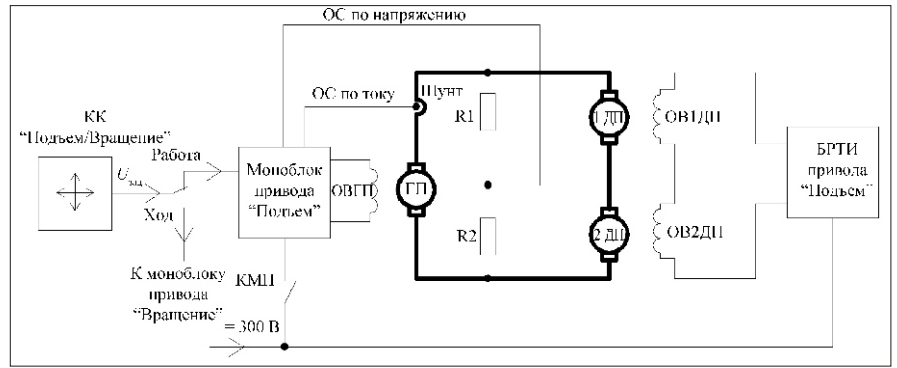 ОС по напряжению
ОС по току
Шунт
КК
“Подъем/Вращение”
Работа
Uзад
Ход
Моноблок
привода
“Подъем”
ОВГП
ГП
R1
R2
1 ДП
2 ДП
ОВ1ДП
ОВ2ДП
БРТИ
привода
“Подъем”
К моноблоку
привода
“Вращение”
КМП
= 300 В